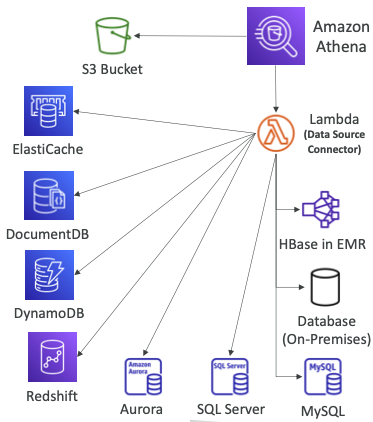 Amazon
Athena
S3 Bucket
Lambda
(Data Source
Connector)
ElastiCache
DocumentDB
HBase in EMR
DynamoDB
Database
(On-Premises)
Redshift
Amazon
Aurora
Aurora
SQL Server
SQL Server
MySQL
MySQL